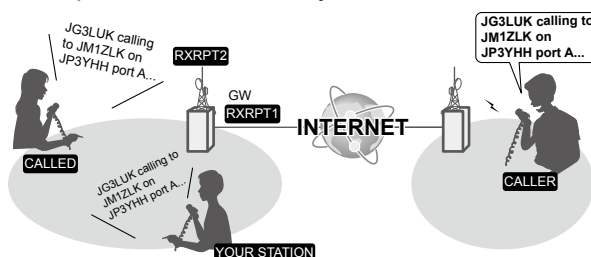 JG3LUK calling
to JM1ZLK on
JP3YHH port A...
RXRPT2
GW
RXRPT1
CALLED
INTERNET
JG3LUK calling to
JM1ZLK on
JP3YHH port A...
YOUR STATION
JG3LUK calling to
JM1ZLK on
JP3YHH port A...
CALLER